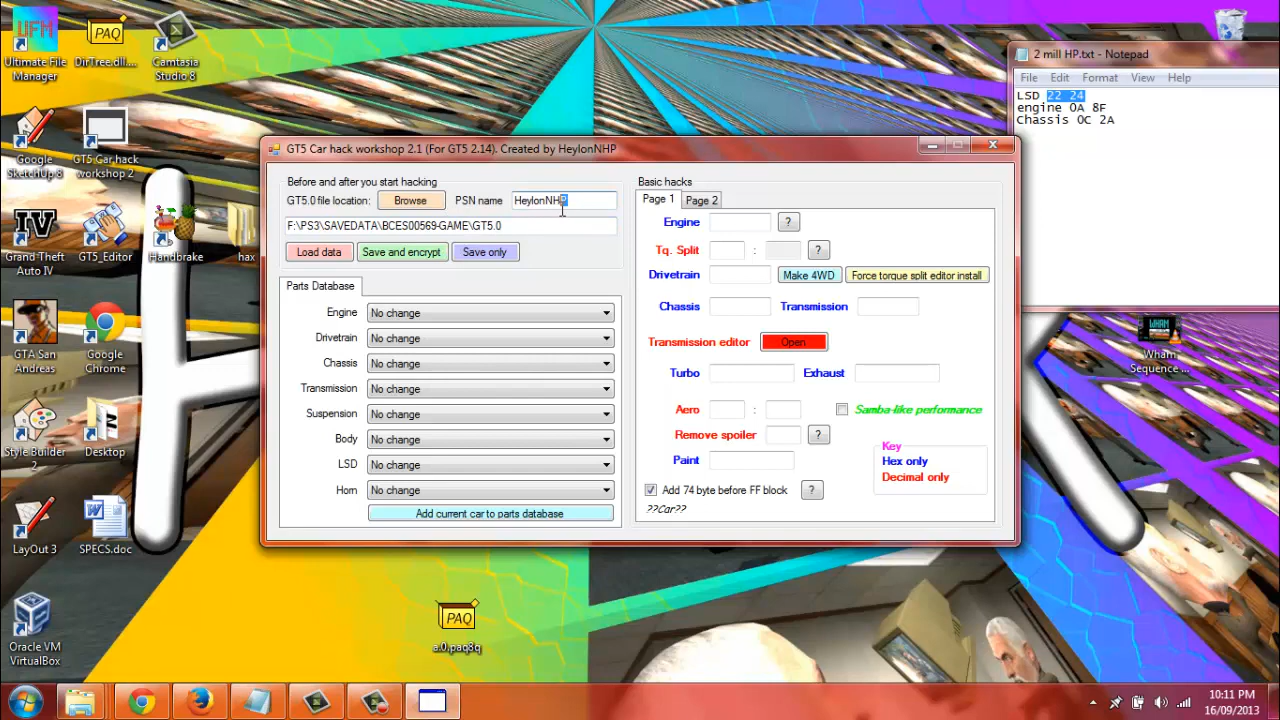 UFM
Ultimate File
Manager
PAQ
DirTree.dll....
Camtasia
Studio 8
Google
SketchUp 8
GT5 Car hack
workshop 2
Grand Theft
Auto IV
GT5_Editor
Handbrake
hax
GTA San
Andreas
Google
Chrome
Style Builder
2
Desktop
LayOut 3
SPECS.doc
Oracle VM
VirtualBox
PAQ
a.0.paq8q
2 mill HP.txt - Notepad
File Edit Format View Help
LSD 22 24
engine 0A 8F
Chassis 0C 2A
WHAM
Wham
Sequence ...
GT5 Car hack workshop 2.1 (For GT5 2.14). Created by HeylonNHP
Before and after you start hacking
GT5.0 file location: Browse PSN name HeylonNHP
F:\PS3\SAVEDATA\BCES00569-GAME\GT5.0
Load data Save and encrypt Save only
Parts Database
Engine No change
Drivetrain No change
Chassis No change
Transmission No change
Suspension No change
Body No change
LSD No change
Horn No change
Add current car to parts database
Basic hacks
Page 1 Page 2
Engine ?
Tq. Split : ?
Drivetrain Make 4WD Force torque split editor install
Chassis Transmission
Transmission editor Open
Turbo Exhaust
Aero : Samba-like performance
Remove spoiler ?
Paint
Key
Hex only
Decimal only
Add 74 byte before FF block ?
??Car??
10:11 PM
16/09/2013